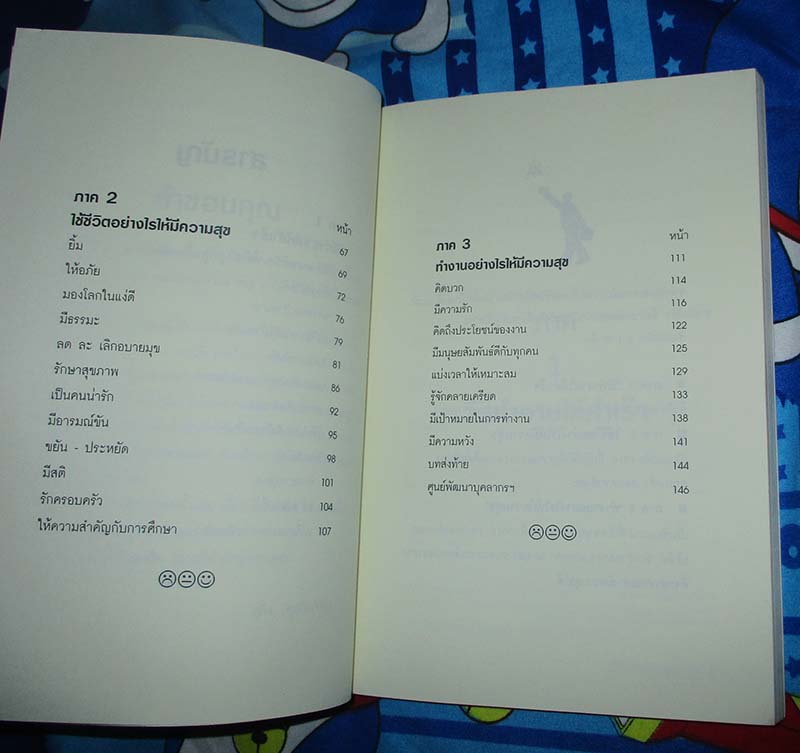 ภาค 2 หน้า
ใช้ชีวิตอย่างไรให้มีความสุข 67
ยิ้ม 69
ให้อภัย 72
มองโลกในแง่ดี 76
มีธรรมะ 79
ลด ละ เลิกอบายมุข 81
รักษาสุขภาพ 86
เป็นคนน่ารัก 92
มีอารมณ์ขัน 95
ขยัน - ประหยัด 98
มีสติ 101
รักครอบครัว 104
ให้ความสำคัญกับการศึกษา 107
ภาค 3 หน้า
ทำงานอย่างไรให้มีความสุข 111
คิดบวก 114
มีความรัก 116
คิดถึงประโยชน์ของงาน 122
มีมนุษยสัมพันธ์ดีกับทุกคน 125
แบ่งเวลาให้เหมาะสม 129
รู้จักคลายเครียด 133
มีเป้าหมายในการทำงาน 138
มีความหวัง 141
บทส่งท้าย 144
ศูนย์พัฒนาบุคลากรฯ 146